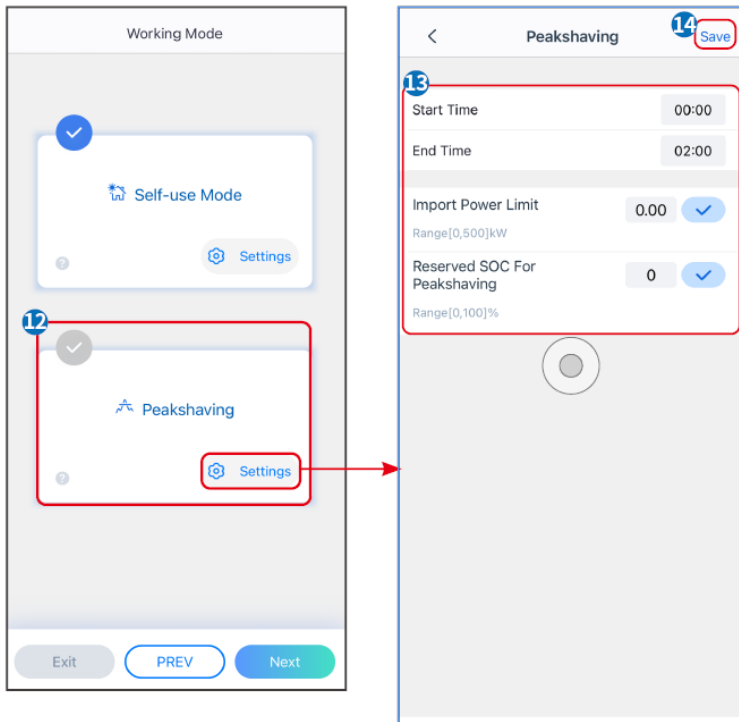 Working Mode
Self-use Mode
?
Settings
12
Peakshaving
?
Settings
Exit
PREV
Next
Peakshaving
14
Save
13
Start Time
00:00
End Time
02:00
Import Power Limit
0.00
Range[0,500]kW
Reserved SOC For
Peakshaving
0
Range[0,100]%